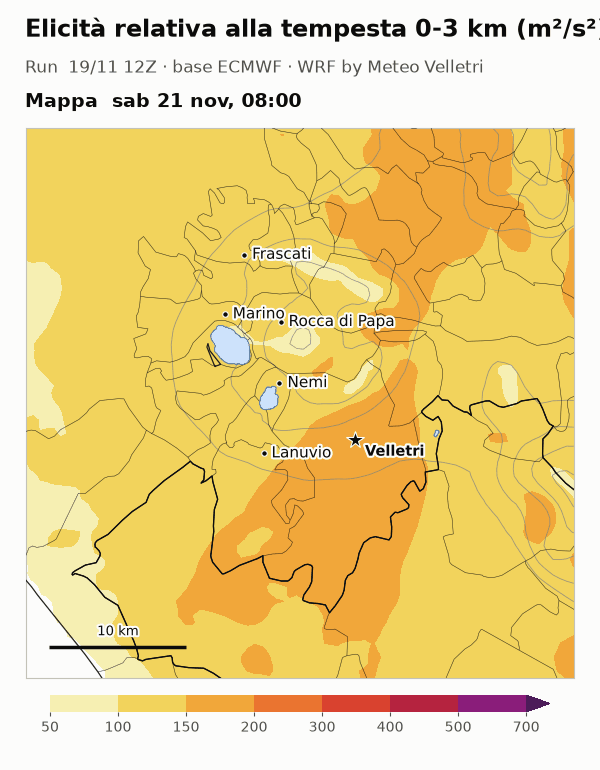 Elicità relativa alla tempesta 0-3 km (m²/s²)
Run  19/11 12Z · base ECMWF · WRF by Meteo Velletri
Mappa  sab 21 nov, 08:00
Frascati
Marino
Rocca di Papa
Nemi
Velletri
Lanuvio
10 km
50 100 150 200 300 400 500 700